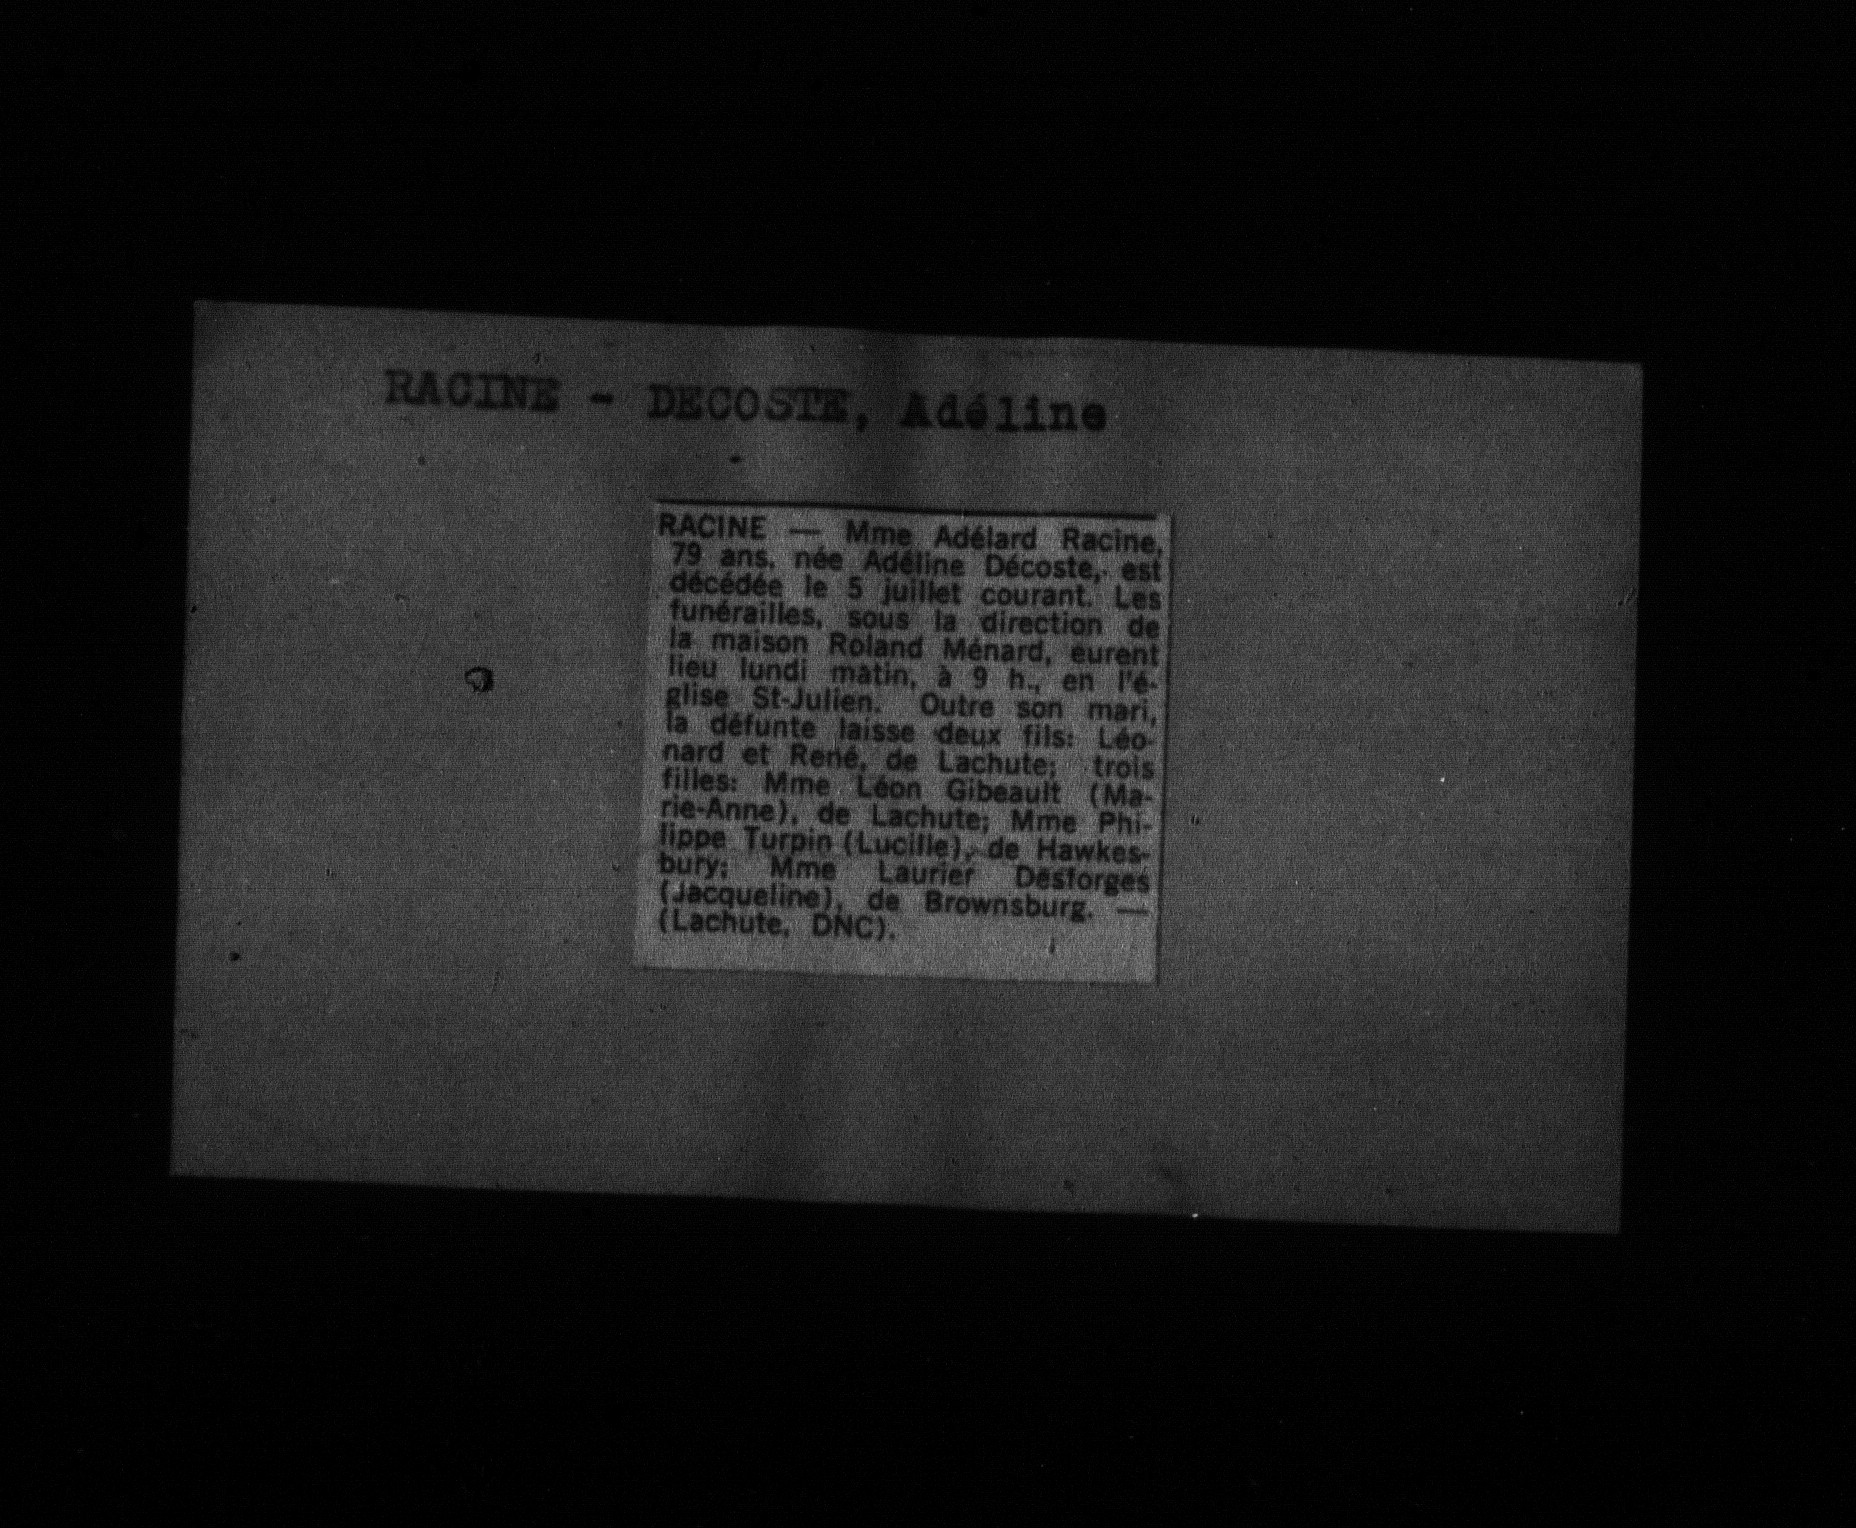 RACINE - DECOSTE, Adéline
RACINE — Mme Adélard Racine,
79 ans, née Adéline Décoste, est
décédée le 5 juillet courant. Les
funérailles, sous la direction de
la maison Roland Ménard, eurent
lieu lundi matin, à 9 h., en l'é-
glise St-Julien. Outre son mari,
la défunte laisse deux fils: Léo-
nard et René, de Lachute; trois
filles: Mme Léon Gibeault (Ma-
rie-Anne), de Lachute; Mme Phi-
lippe Turpin (Lucille), de Hawkes-
bury; Mme Laurier Desforges
(Jacqueline), de Brownsburg. —
(Lachute, DNC).